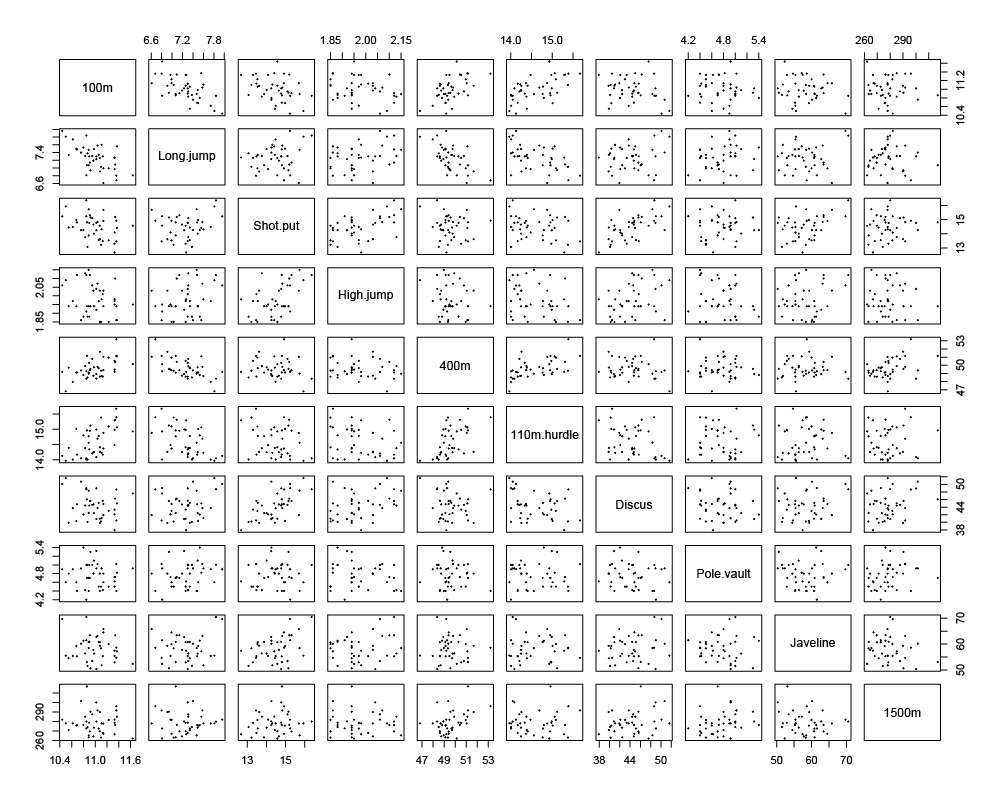 6.6 7.2 7.8 1.85 2.00 2.15 14.0 15.0 4.2 4.8 5.4 260 290
100m
10.4 11.2
6.6 7.4
Long.jump
Shot.put
13 15
1.85 2.05
High.jump
400m
47 50 53
14.0 15.0
110m.hurdle
Discus
38 44 50
4.2 4.8 5.4
Pole.vault
Javeline
50 60 70
260 290
1500m
10.4 11.0 11.6 13 15 47 49 51 53 38 44 50 50 60 70